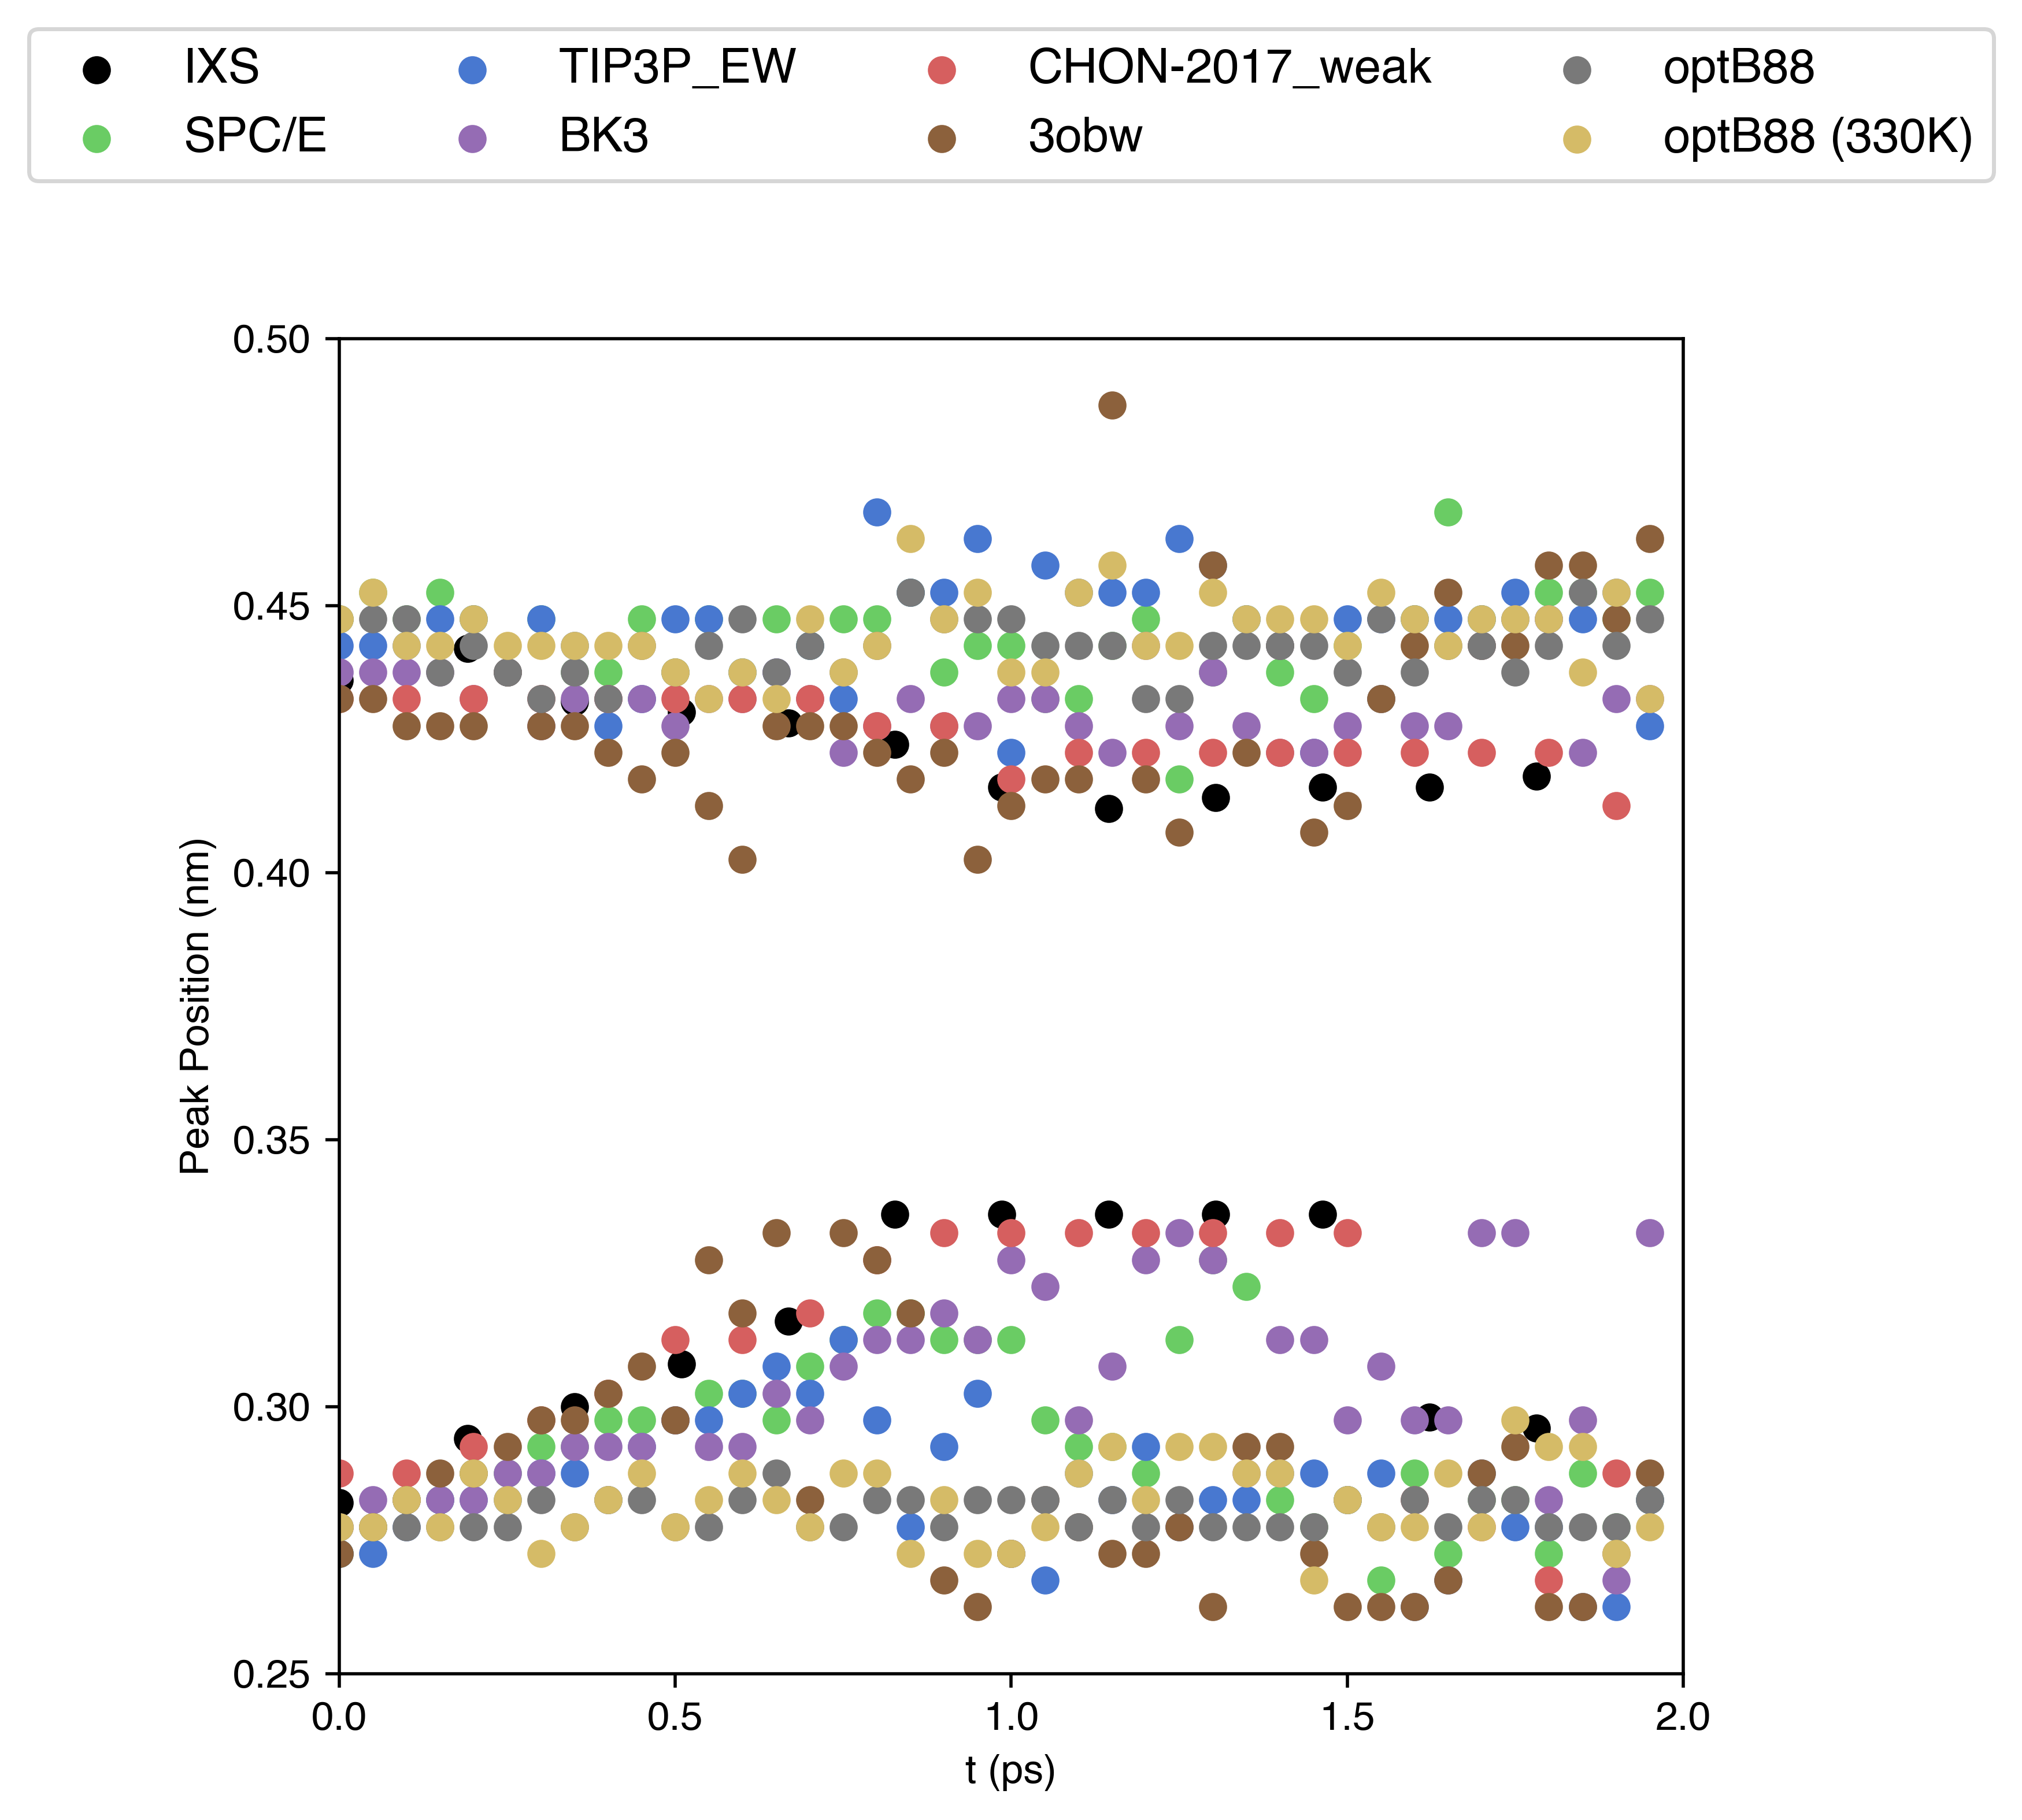 IXS TIP3P_EW CHON-2017_weak optB88
SPC/E BK3 3obw optB88 (330K)
0.50
0.45
0.40
0.35
0.30
0.25
Peak Position (nm)
0.0 0.5 1.0 1.5 2.0
t (ps)